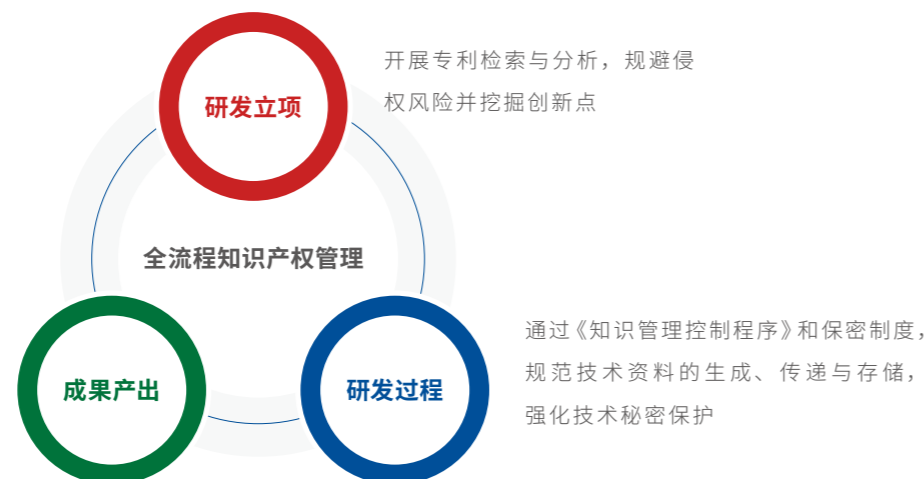 研发立项
开展专利检索与分析，规避侵
权风险并挖掘创新点
全流程知识产权管理
成果产出
研发过程
通过《知识管理控制程序》和保密制度，
规范技术资料的生成、传递与存储，
强化技术秘密保护